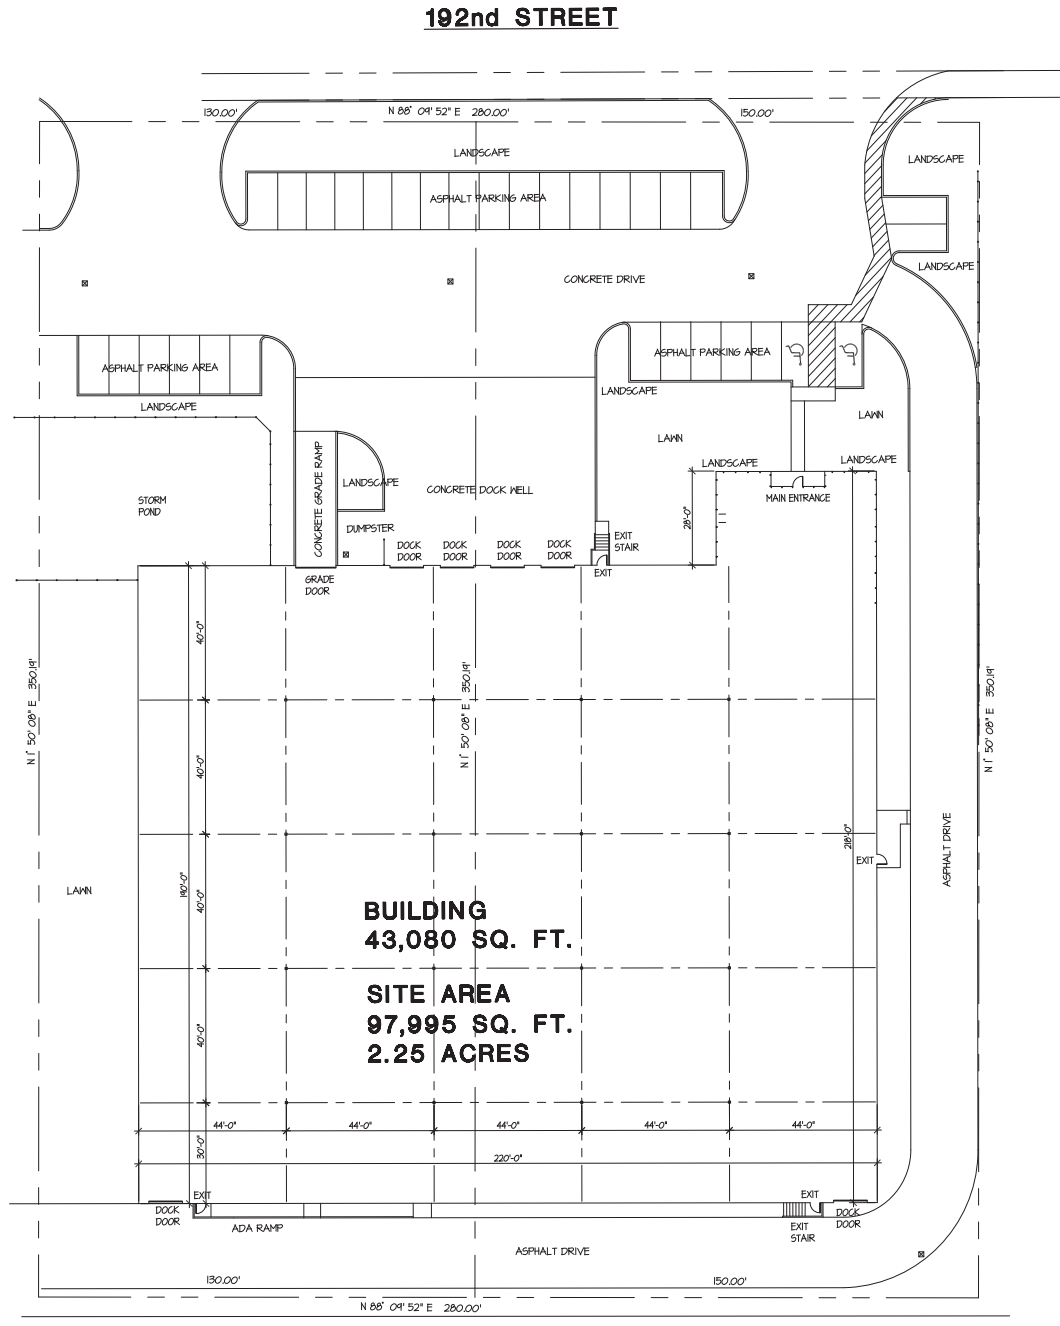 192nd STREET
130.00' N 88° 09' 52" E 280.00' 150.00'
LANDSCAPE
LANDSCAPE
ASPHALT PARKING AREA
LANDSCAPE
CONCRETE DRIVE
ASPHALT PARKING AREA
ASPHALT PARKING AREA
LANDSCAPE
LANDSCAPE
LAWN
LAWN
LANDSCAPE
LANDSCAPE
CONCRETE GRADE RAMP
LANDSCAPE
CONCRETE DOCK WELL
MAIN ENTRANCE
STORM
POND
28'-0"
DUMPSTER
EXIT
STAIR
DOCK
DOOR
DOCK
DOOR
DOCK
DOOR
DOCK
DOOR
EXIT
GRADE
DOOR
40'-0"
N 1° 50' 08" E 350.19'
N 1° 50' 08" E 350.19'
N 1° 50' 08" E 350.19'
40'-0"
218'-0"
ASPHALT DRIVE
EXIT
LAWN
190'-0"
40'-0"
BUILDING
43,080 SQ. FT.
SITE AREA
97,995 SQ. FT.
2.25 ACRES
40'-0"
44'-0" 44'-0" 44'-0" 44'-0" 44'-0"
30'-0"
220'-0"
EXIT
EXIT
DOCK
DOOR
DOCK
DOOR
ADA RAMP
EXIT
STAIR
ASPHALT DRIVE
130.00' 150.00'
N 88° 09' 52" E 280.00'